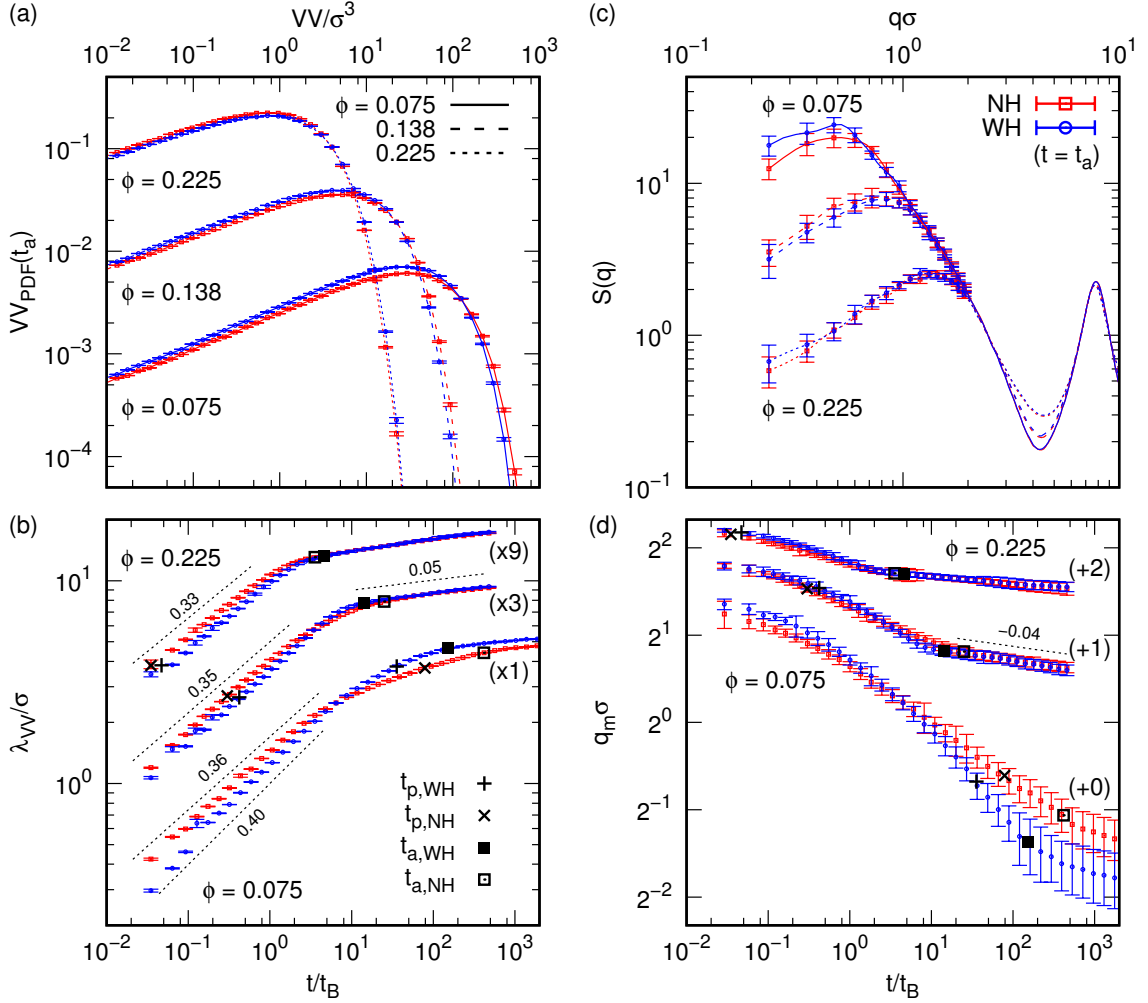 (a)
VV/σ³
10⁻² 10⁻¹ 10⁰ 10¹ 10² 10³
10⁻¹
10⁻²
10⁻³
10⁻⁴
VV_PDF(t_a)
ϕ = 0.075
0.138
0.225
ϕ = 0.225
ϕ = 0.138
ϕ = 0.075
(c)
qσ
10⁻¹ 10⁰ 10¹
10¹
10⁰
10⁻¹
S(q)
ϕ = 0.075
NH
WH
(t = t_a)
ϕ = 0.225
(b)
10¹
10⁰
λ_VV/σ
ϕ = 0.225
(x9)
0.05
0.33
(x3)
0.35
(x1)
0.36
0.40
t_p,WH
t_p,NH
t_a,WH
t_a,NH
ϕ = 0.075
10⁻² 10⁻¹ 10⁰ 10¹ 10² 10³
t/t_B
(d)
2²
2¹
2⁰
2⁻¹
2⁻²
q_mσ
ϕ = 0.225
(+2)
−0.04
(+1)
ϕ = 0.075
(+0)
10⁻² 10⁻¹ 10⁰ 10¹ 10² 10³
t/t_B